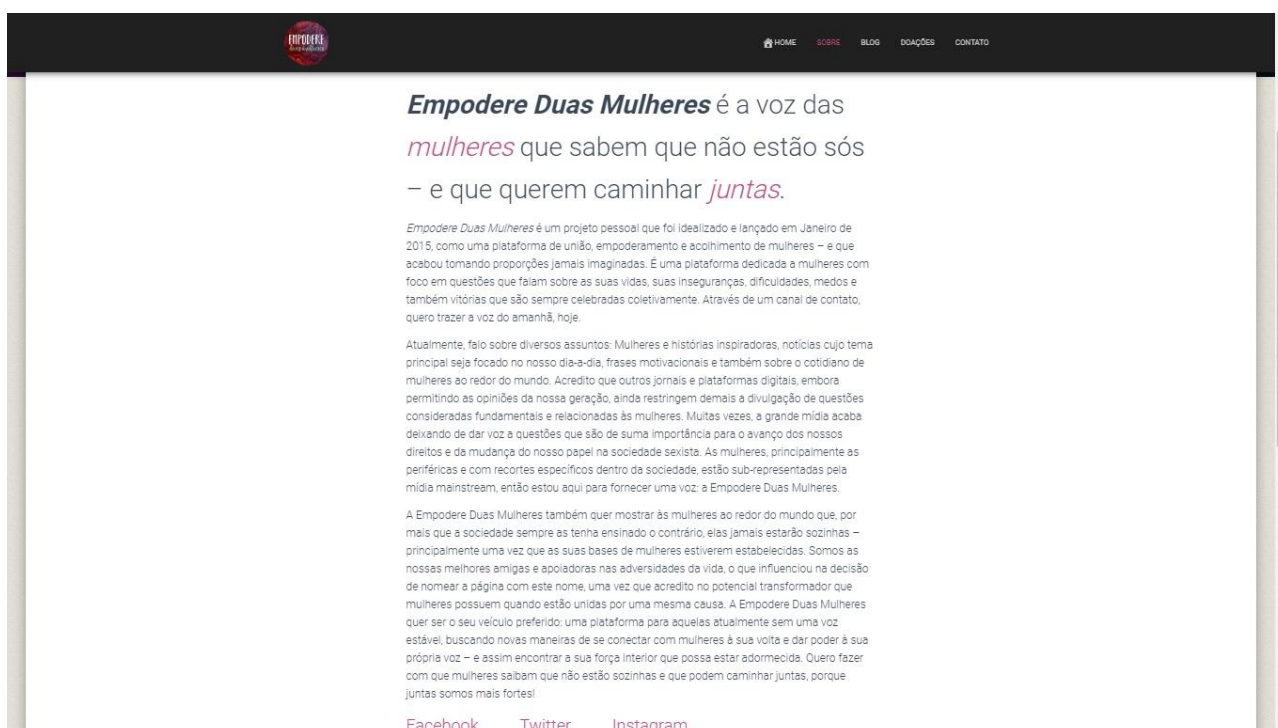 EMPODERE
HOME SOBRE BLOG DOAÇÕES CONTATO
Empodere Duas Mulheres é a voz das
mulheres que sabem que não estão sós
– e que querem caminhar juntas.
Empodere Duas Mulheres é um projeto pessoal que foi idealizado e lançado em Janeiro de
2015, como uma plataforma de união, empoderamento e acolhimento de mulheres – e que
acabou tomando proporções jamais imaginadas. É uma plataforma dedicada a mulheres com
foco em questões que falam sobre as suas vidas, suas inseguranças, dificuldades, medos e
também vitórias que são sempre celebradas coletivamente. Através de um canal de contato,
quero trazer a voz do amanhã, hoje.
Atualmente, falo sobre diversos assuntos: Mulheres e histórias inspiradoras, notícias cujo tema
principal seja focado no nosso dia-a-dia, frases motivacionais e também sobre o cotidiano de
mulheres ao redor do mundo. Acredito que outros jornais e plataformas digitais, embora
permitindo as opiniões da nossa geração, ainda restringem demais a divulgação de questões
consideradas fundamentais e relacionadas às mulheres. Muitas vezes, a grande mídia acaba
deixando de dar voz a questões que são de suma importância para o avanço dos nossos
direitos e da mudança do nosso papel na sociedade sexista. As mulheres, principalmente as
periféricas e com recortes específicos dentro da sociedade, estão sub-representadas pela
mídia mainstream, então estou aqui para fornecer uma voz: a Empodere Duas Mulheres.
A Empodere Duas Mulheres também quer mostrar às mulheres ao redor do mundo que, por
mais que a sociedade sempre as tenha ensinado o contrário, elas jamais estarão sozinhas –
principalmente uma vez que as suas bases de mulheres estiverem estabelecidas. Somos as
nossas melhores amigas e apoiadoras nas adversidades da vida, o que influenciou na decisão
de nomear a página com este nome, uma vez que acredito no potencial transformador que
mulheres possuem quando estão unidas por uma mesma causa. A Empodere Duas Mulheres
quer ser o seu veículo preferido: uma plataforma para aquelas atualmente sem uma voz
estável, buscando novas maneiras de se conectar com mulheres à sua volta e dar poder à sua
própria voz – e assim encontrar a sua força interior que possa estar adormecida. Quero fazer
com que mulheres saibam que não estão sozinhas e que podem caminhar juntas, porque
juntas somos mais fortes!
Facebook Twitter Instagram